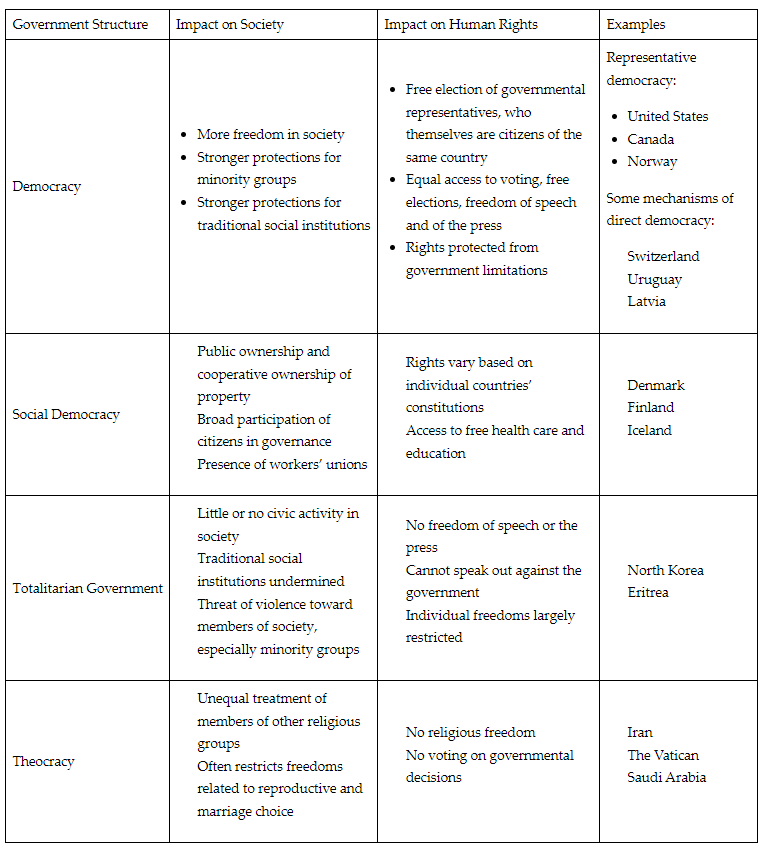 Government Structure
Impact on Society
Impact on Human Rights
Examples
Democracy
• More freedom in society
• Stronger protections for
minority groups
• Stronger protections for
traditional social institutions
• Free election of governmental
representatives, who
themselves are citizens of the
same country
• Equal access to voting, free
elections, freedom of speech
and of the press
• Rights protected from
government limitations
Representative
democracy:
• United States
• Canada
• Norway
Some mechanisms of
direct democracy:
Switzerland
Uruguay
Latvia
Social Democracy
Public ownership and
cooperative ownership of
property
Broad participation of
citizens in governance
Presence of workers’ unions
Rights vary based on
individual countries’
constitutions
Access to free health care and
education
Denmark
Finland
Iceland
Totalitarian Government
Little or no civic activity in
society
Traditional social
institutions undermined
Threat of violence toward
members of society,
especially minority groups
No freedom of speech or the
press
Cannot speak out against the
government
Individual freedoms largely
restricted
North Korea
Eritrea
Theocracy
Unequal treatment of
members of other religious
groups
Often restricts freedoms
related to reproductive and
marriage choice
No religious freedom
No voting on governmental
decisions
Iran
The Vatican
Saudi Arabia